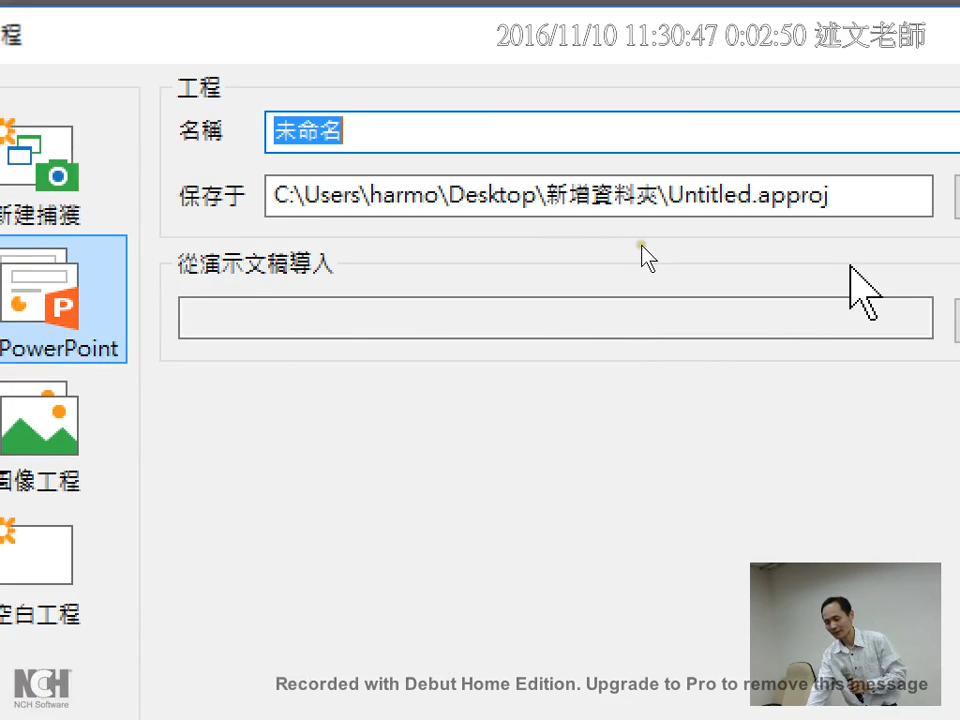 程
2016/11/10 11:30:47 0:02:50 述文老師
工程
名稱 未命名
保存于 C:\Users\harmo\Desktop\新增資料夾\Untitled.approj
從演示文稿導入
新建捕獲
P
PowerPoint
圖像工程
空白工程
NCH
NCH Software
Recorded with Debut Home Edition. Upgrade to Pro to remove this message